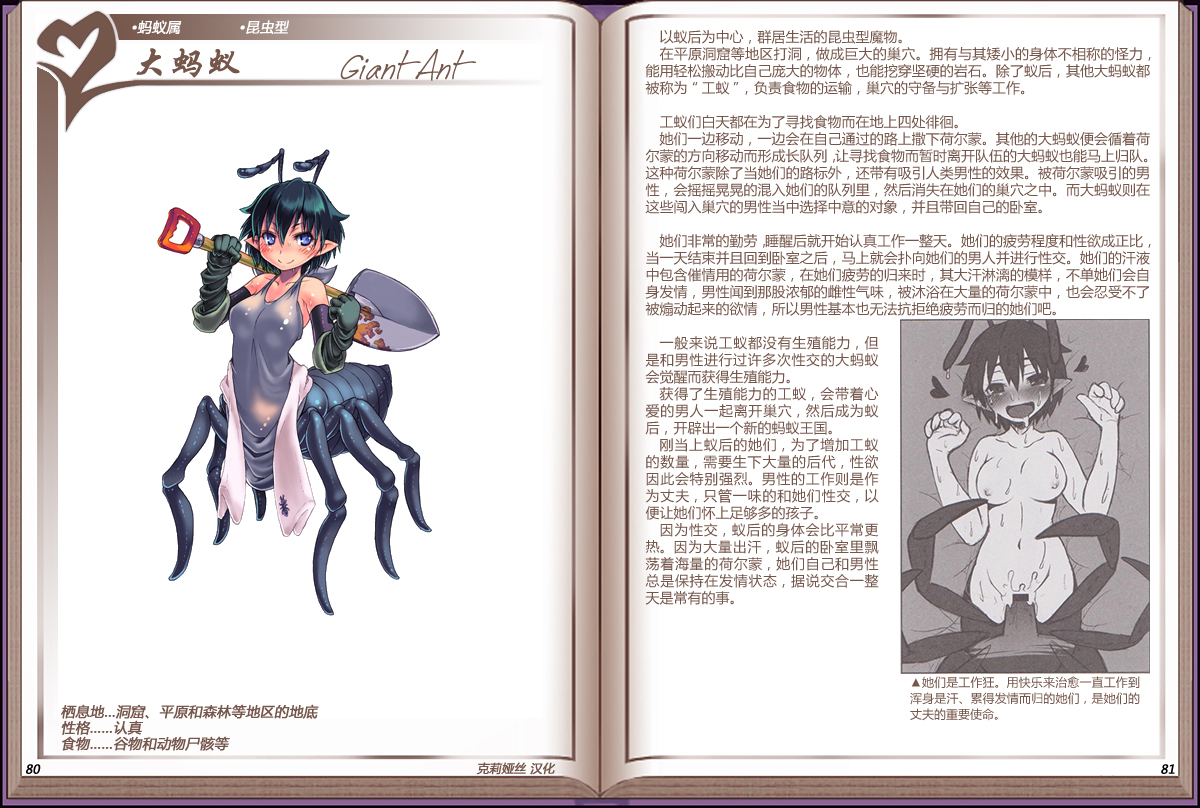 •蚂蚁属 •昆虫型
大蚂蚁 Giant Ant
栖息地...洞窟、平原和森林等地区的地底
性格......认真
食物......谷物和动物尸骸等
80
克莉娅丝 汉化
以蚁后为中心，群居生活的昆虫型魔物。
在平原洞窟等地区打洞，做成巨大的巢穴。拥有与其矮小的身体不相称的怪力，
能用轻松搬动比自己庞大的物体，也能挖穿坚硬的岩石。除了蚁后，其他大蚂蚁都
被称为“工蚁”，负责食物的运输，巢穴的守备与扩张等工作。
工蚁们白天都在为了寻找食物而在地上四处徘徊。
她们一边移动，一边会在自己通过的路上撒下荷尔蒙。其他的大蚂蚁便会循着荷
尔蒙的方向移动而形成长队列,让寻找食物而暂时离开队伍的大蚂蚁也能马上归队。
这种荷尔蒙除了当她们的路标外，还带有吸引人类男性的效果。被荷尔蒙吸引的男
性，会摇摇晃晃的混入她们的队列里，然后消失在她们的巢穴之中。而大蚂蚁则在
这些闯入巢穴的男性当中选择中意的对象，并且带回自己的卧室。
她们非常的勤劳,睡醒后就开始认真工作一整天。她们的疲劳程度和性欲成正比，
当一天结束并且回到卧室之后，马上就会扑向她们的男人并进行性交。她们的汗液
中包含催情用的荷尔蒙，在她们疲劳的归来时，其大汗淋漓的模样，不单她们会自
身发情，男性闻到那股浓郁的雌性气味，被沐浴在大量的荷尔蒙中，也会忍受不了
被煽动起来的欲情，所以男性基本也无法抗拒绝疲劳而归的她们吧。
一般来说工蚁都没有生殖能力，但
是和男性进行过许多次性交的大蚂蚁
会觉醒而获得生殖能力。
获得了生殖能力的工蚁，会带着心
爱的男人一起离开巢穴，然后成为蚁
后，开辟出一个新的蚂蚁王国。
刚当上蚁后的她们，为了增加工蚁
的数量，需要生下大量的后代，性欲
因此会特别强烈。男性的工作则是作
为丈夫，只管一味的和她们性交，以
便让她们怀上足够多的孩子。
因为性交，蚁后的身体会比平常更
热。因为大量出汗，蚁后的卧室里飘
荡着海量的荷尔蒙，她们自己和男性
总是保持在发情状态，据说交合一整
天是常有的事。
▲她们是工作狂。用快乐来治愈一直工作到
浑身是汗、累得发情而归的她们，是她们的
丈夫的重要使命。
81